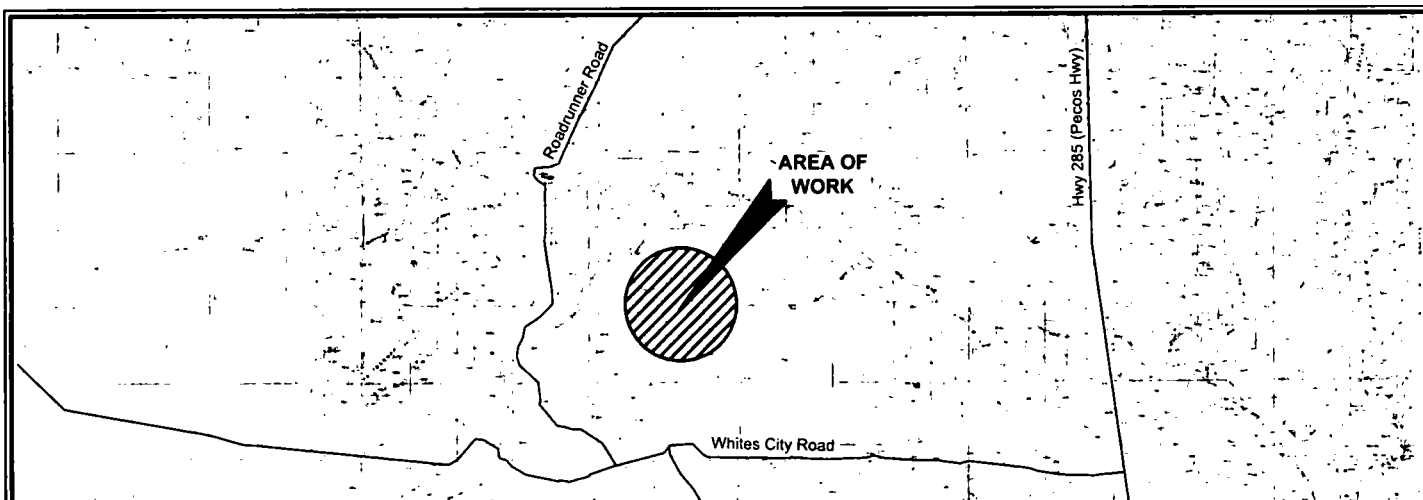 Roadrunner Road
Hwy 285 (Pecos Hwy)
AREA OF
WORK
Whites City Road